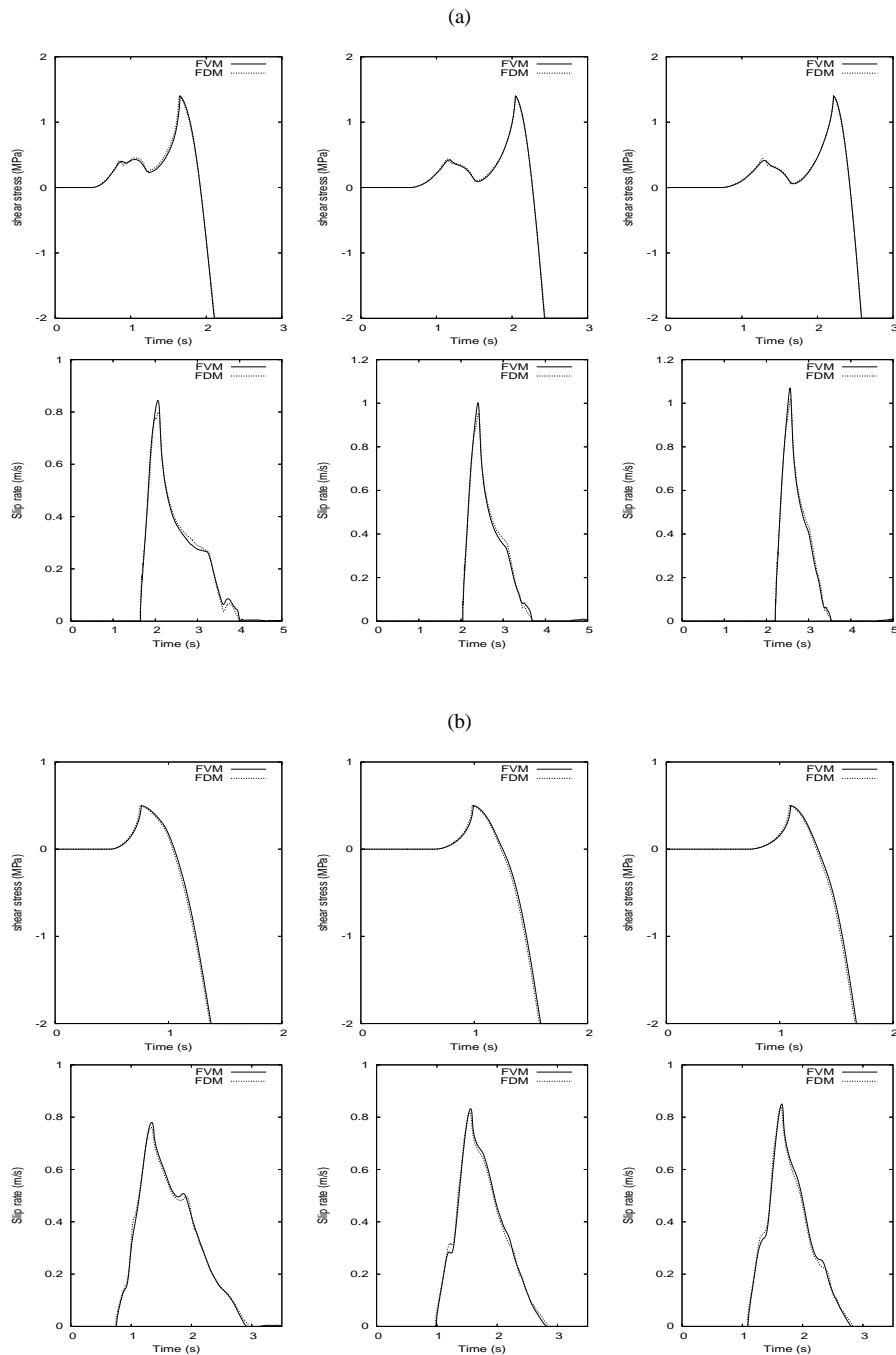 (a)
FVM
FDM
shear stress (MPa)
2
1
0
-1
-2
0 1 2 3
Time (s)
FVM
FDM
shear stress (MPa)
2
1
0
-1
-2
0 1 2 3
Time (s)
FVM
FDM
shear stress (MPa)
2
1
0
-1
-2
0 1 2 3
Time (s)
FVM
FDM
Slip rate (m/s)
1
0.8
0.6
0.4
0.2
0
0 1 2 3 4 5
Time (s)
FVM
FDM
Slip rate (m/s)
1.2
1
0.8
0.6
0.4
0.2
0
0 1 2 3 4 5
Time (s)
FVM
FDM
Slip rate (m/s)
1.2
1
0.8
0.6
0.4
0.2
0
0 1 2 3 4 5
Time (s)
(b)
FVM
FDM
shear stress (MPa)
1
0
-1
-2
0 1 2
Time (s)
FVM
FDM
shear stress (MPa)
1
0
-1
-2
0 1 2
Time (s)
FVM
FDM
shear stress (MPa)
1
0
-1
-2
0 1 2
Time (s)
FVM
FDM
Slip rate (m/s)
1
0.8
0.6
0.4
0.2
0
0 1 2 3
Time (s)
FVM
FDM
Slip rate (m/s)
1
0.8
0.6
0.4
0.2
0
0 1 2 3
Time (s)
FVM
FDM
Slip rate (m/s)
1
0.8
0.6
0.4
0.2
0
0 1 2 3
Time (s)